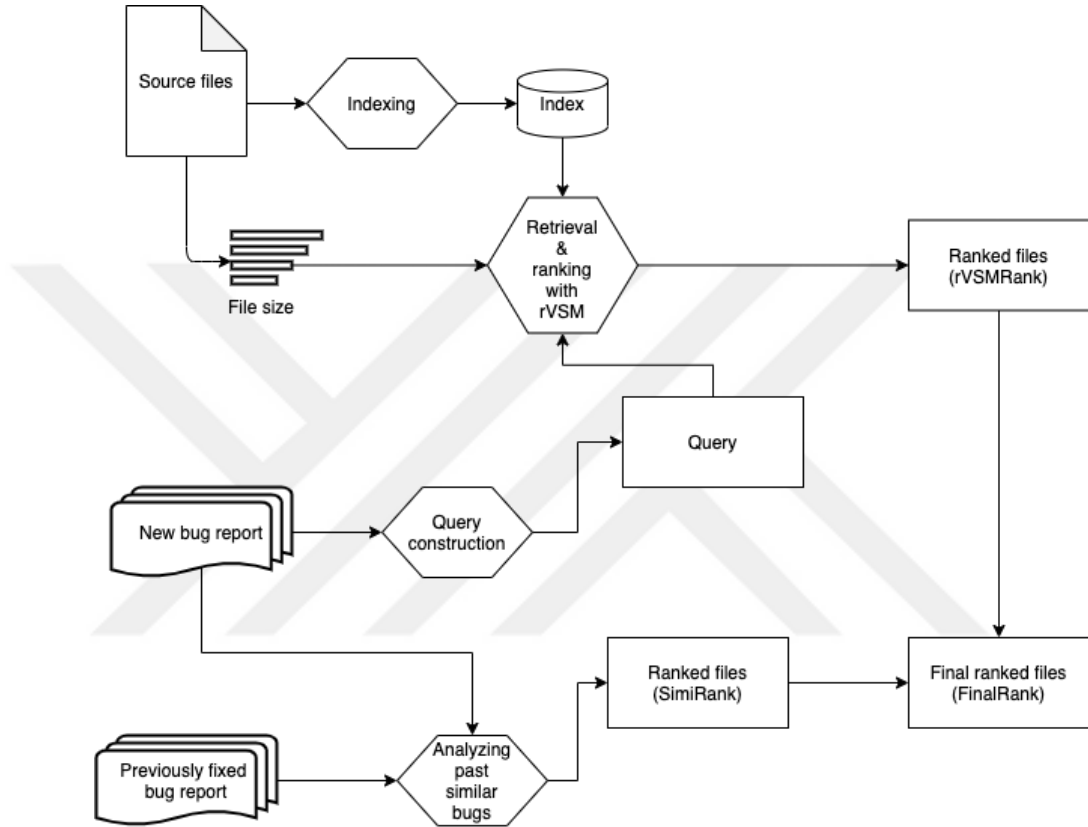 Source files
Indexing
Index
Retrieval
&
ranking
with
rVSM
Ranked files
(rVSMRank)
File size
Query
New bug report
Query
construction
Ranked files
(SimiRank)
Final ranked files
(FinalRank)
Previously fixed
bug report
Analyzing
past
similar
bugs